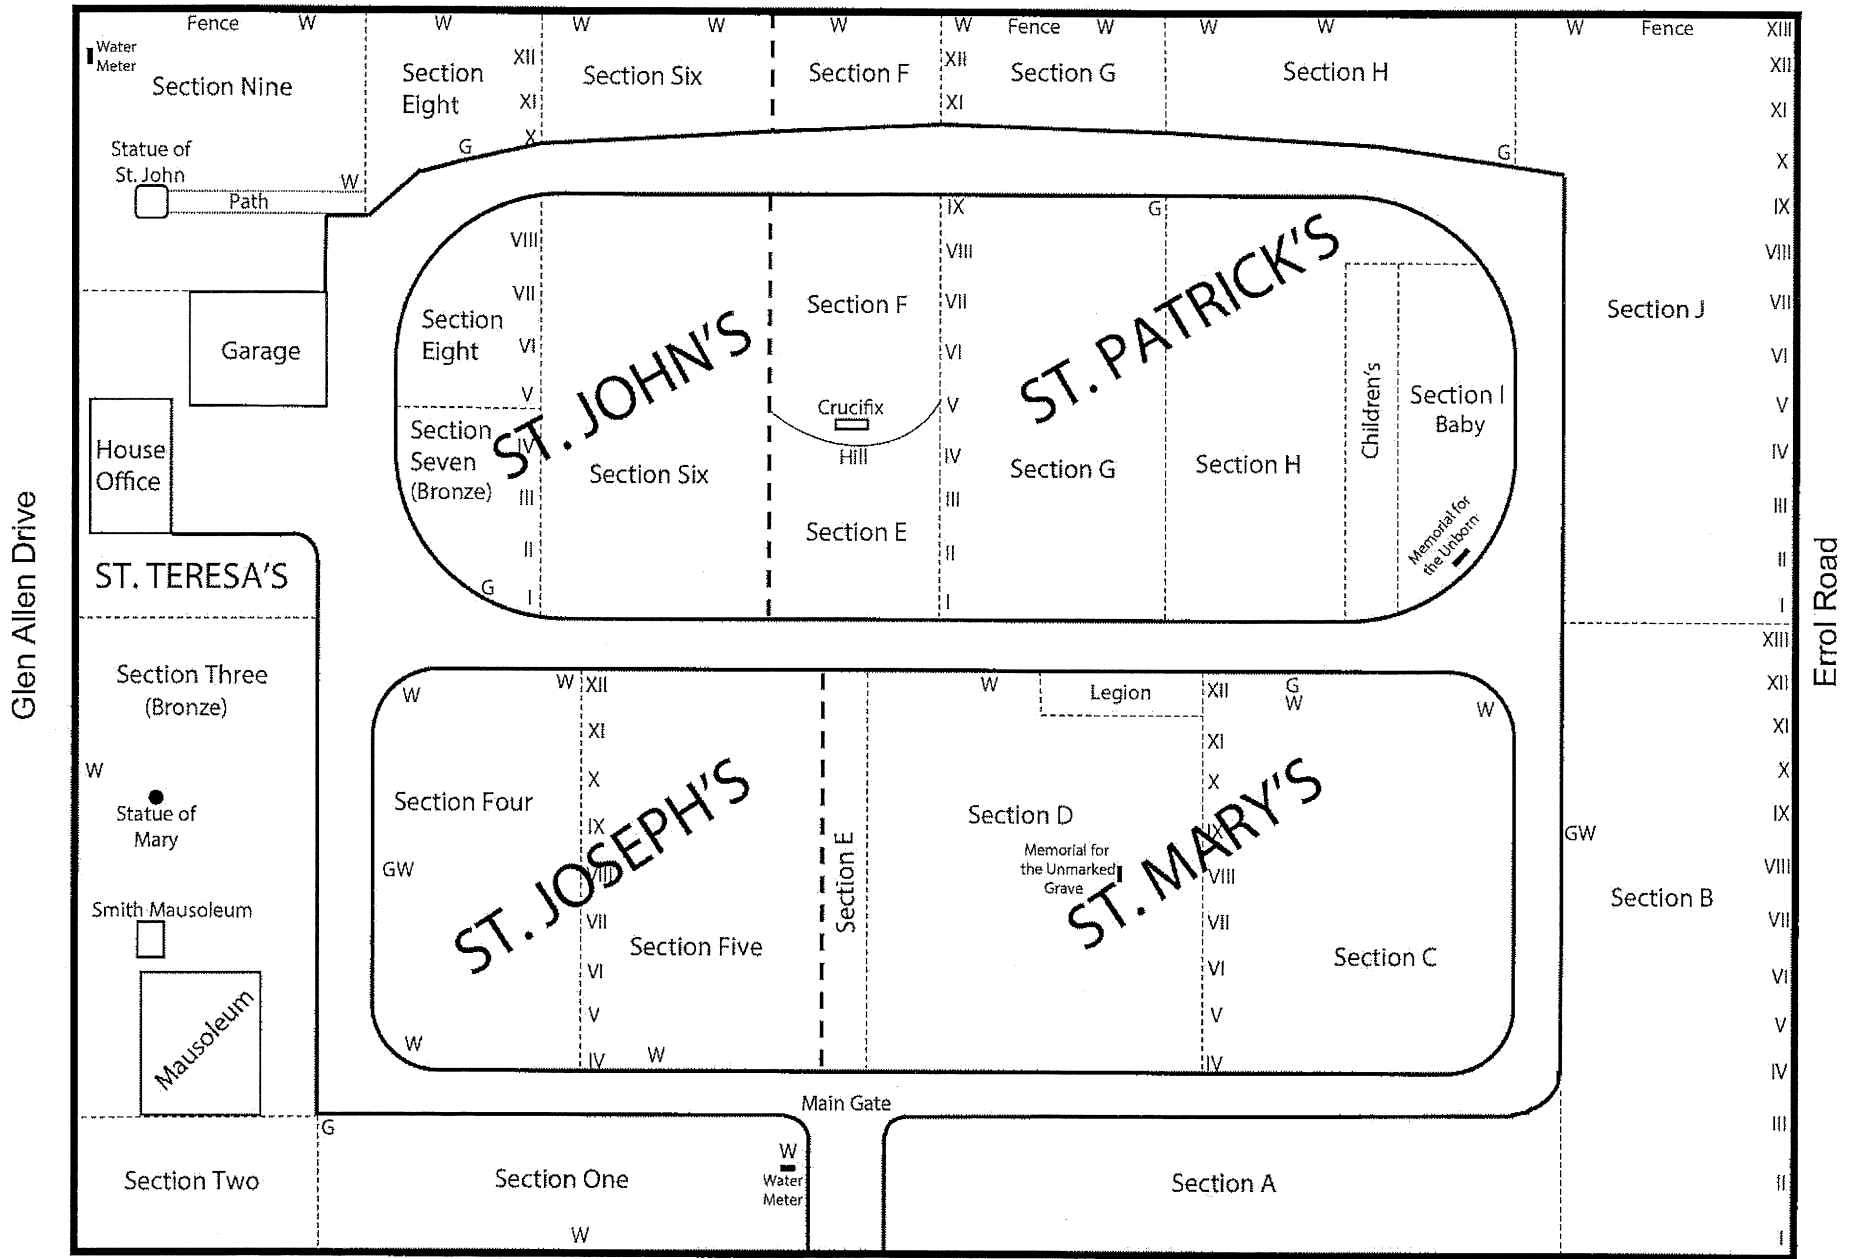 Fence W W W W W W Fence W W W W Fence XIII
Water
Meter
Section Nine
Section
Eight
XII
XI
X
Section Six
Section F
XII
XI
Section G
Section H
XII
XI
X
IX
VIII
VII
VI
V
IV
III
II
I
G
G
Statue of
St. John
W
Path
Garage
House
Office
ST. TERESA'S
Glen Allen Drive
VIII
VII
VI
V
IV
III
II
I
Section
Eight
Section
Seven
(Bronze)
G
ST. JOHN'S
Section Six
Section F
Crucifix
Hill
Section E
IX
VIII
VII
VI
V
IV
III
II
I
G
ST. PATRICK'S
Section G
Section H
Children's
Section I
Baby
Memorial for
the Unborn
Section J
Errol Road
Section Three
(Bronze)
W
Statue of
Mary
Smith Mausoleum
Mausoleum
W
W
Section Four
GW
W
XII
XI
X
IX
VIII
VII
VI
V
IV
ST. JOSEPH'S
Section Five
W
Section E
W
Legion
Section D
Memorial for
the Unmarked
Grave
ST. MARY'S
XII
XI
X
IX
VIII
VII
VI
V
IV
G
W
W
Section C
GW
Section B
XIII
XII
XI
X
IX
VIII
VII
VI
V
IV
III
II
I
Main Gate
G
Section Two
Section One
W
Water
Meter
W
Section A